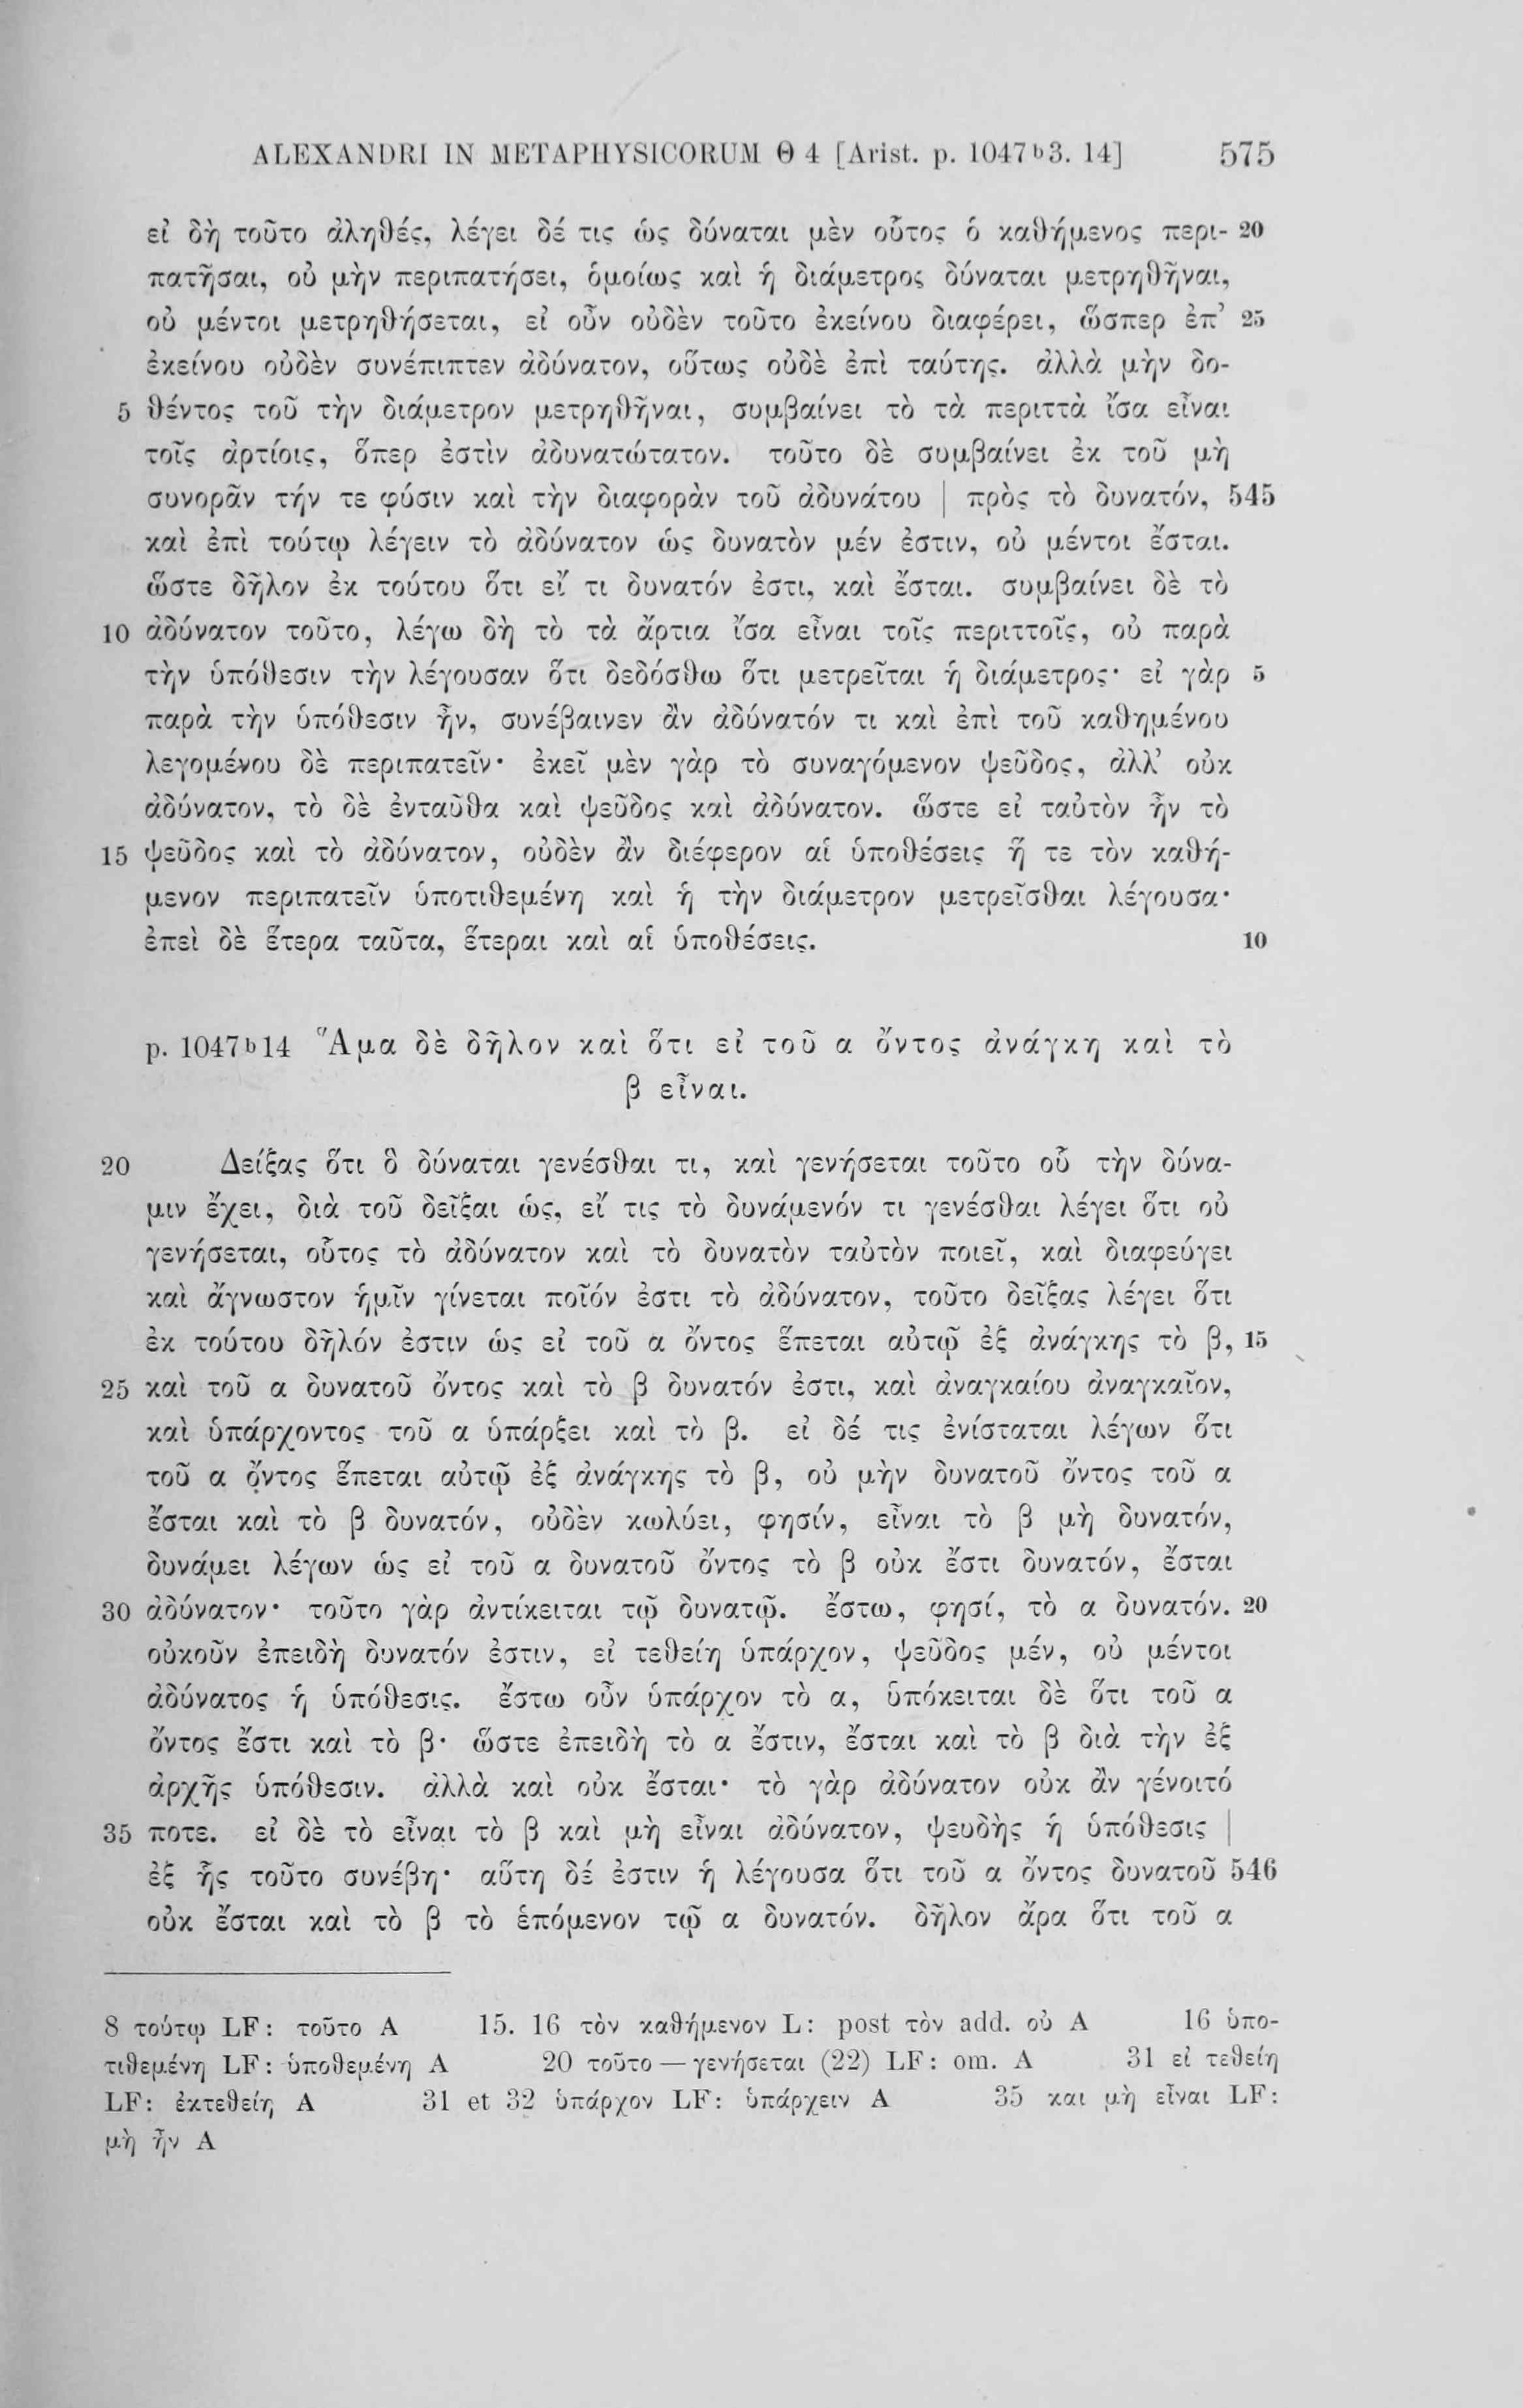 ALEXANDRI IN METAPHYSICORUM Θ 4 [Arist. p. 1047ᵇ3. 14] 575
εἰ δὴ τοῦτο ἀληθές, λέγει δέ τις ὡς δύναται μὲν οὗτος ὁ καθήμενος περι- 20
πατῆσαι, οὐ μὴν περιπατήσει, ὁμοίως καὶ ἡ διάμετρος δύναται μετρηθῆναι,
οὐ μέντοι μετρηθήσεται, εἰ οὖν οὐδὲν τοῦτο ἐκείνου διαφέρει, ὥσπερ ἐπ’ 25
ἐκείνου οὐδὲν συνέπιπτεν ἀδύνατον, οὕτως οὐδὲ ἐπὶ ταύτης. ἀλλὰ μὴν δο-
5 θέντος τοῦ τὴν διάμετρον μετρηθῆναι, συμβαίνει τὸ τὰ περιττὰ ἴσα εἶναι
τοῖς ἀρτίοις, ὅπερ ἐστὶν ἀδυνατώτατον. τοῦτο δὲ συμβαίνει ἐκ τοῦ μὴ
συνορᾶν τήν τε φύσιν καὶ τὴν διαφορὰν τοῦ ἀδυνάτου | πρὸς τὸ δυνατόν, 545
καὶ ἐπὶ τούτῳ λέγειν τὸ ἀδύνατον ὡς δυνατὸν μέν ἐστιν, οὐ μέντοι ἔσται.
ὥστε δῆλον ἐκ τούτου ὅτι εἴ τι δυνατόν ἐστι, καὶ ἔσται. συμβαίνει δὲ τὸ
10 ἀδύνατον τοῦτο, λέγω δὴ τὸ τὰ ἄρτια ἴσα εἶναι τοῖς περιττοῖς, οὐ παρὰ
τὴν ὑπόθεσιν τὴν λέγουσαν ὅτι δεδόσθω ὅτι μετρεῖται ἡ διάμετρος· εἰ γὰρ 5
παρὰ τὴν ὑπόθεσιν ἦν, συνέβαινεν ἂν ἀδύνατόν τι καὶ ἐπὶ τοῦ καθημένου
λεγομένου δὲ περιπατεῖν· ἐκεῖ μὲν γὰρ τὸ συναγόμενον ψεῦδος, ἀλλ’ οὐκ
ἀδύνατον, τὸ δὲ ἐνταῦθα καὶ ψεῦδος καὶ ἀδύνατον. ὥστε εἰ ταὐτὸν ἦν τὸ
15 ψεῦδος καὶ τὸ ἀδύνατον, οὐδὲν ἂν διέφερον αἱ ὑποθέσεις ἥ τε τὸν καθή-
μενον περιπατεῖν ὑποτιθεμένη καὶ ἡ τὴν διάμετρον μετρεῖσθαι λέγουσα·
ἐπεὶ δὲ ἕτερα ταῦτα, ἕτεραι καὶ αἱ ὑποθέσεις. 10
p. 1047ᵇ14 Ἅμα δὲ δῆλον καὶ ὅτι εἰ τοῦ α ὄντος ἀνάγκη καὶ τὸ
β εἶναι.
20 Δείξας ὅτι ὃ δύναται γενέσθαι τι, καὶ γενήσεται τοῦτο οὗ τὴν δύνα-
μιν ἔχει, διὰ τοῦ δεῖξαι ὡς, εἴ τις τὸ δυνάμενόν τι γενέσθαι λέγει ὅτι οὐ
γενήσεται, οὗτος τὸ ἀδύνατον καὶ τὸ δυνατὸν ταὐτὸν ποιεῖ, καὶ διαφεύγει
καὶ ἄγνωστον ἡμῖν γίνεται ποῖόν ἐστι τὸ ἀδύνατον, τοῦτο δείξας λέγει ὅτι
ἐκ τούτου δῆλόν ἐστιν ὡς εἰ τοῦ α ὄντος ἕπεται αὐτῷ ἐξ ἀνάγκης τὸ β, 15
25 καὶ τοῦ α δυνατοῦ ὄντος καὶ τὸ β δυνατόν ἐστι, καὶ ἀναγκαίου ἀναγκαῖον,
καὶ ὑπάρχοντος τοῦ α ὑπάρξει καὶ τὸ β. εἰ δέ τις ἐνίσταται λέγων ὅτι
τοῦ α ὄντος ἕπεται αὐτῷ ἐξ ἀνάγκης τὸ β, οὐ μὴν δυνατοῦ ὄντος τοῦ α
ἔσται καὶ τὸ β δυνατόν, οὐδὲν κωλύει, φησίν, εἶναι τὸ β μὴ δυνατόν,
δυνάμει λέγων ὡς εἰ τοῦ α δυνατοῦ ὄντος τὸ β οὐκ ἔστι δυνατόν, ἔσται
30 ἀδύνατον· τοῦτο γὰρ ἀντίκειται τῷ δυνατῷ. ἔστω, φησί, τὸ α δυνατόν. 20
οὐκοῦν ἐπειδὴ δυνατόν ἐστιν, εἰ τεθείη ὑπάρχον, ψεῦδος μέν, οὐ μέντοι
ἀδύνατος ἡ ὑπόθεσις. ἔστω οὖν ὑπάρχον τὸ α, ὑπόκειται δὲ ὅτι τοῦ α
ὄντος ἔστι καὶ τὸ β· ὥστε ἐπειδὴ τὸ α ἔστιν, ἔσται καὶ τὸ β διὰ τὴν ἐξ
ἀρχῆς ὑπόθεσιν. ἀλλὰ καὶ οὐκ ἔσται· τὸ γὰρ ἀδύνατον οὐκ ἂν γένοιτό
35 ποτε. εἰ δὲ τὸ εἶναι τὸ β καὶ μὴ εἶναι ἀδύνατον, ψευδὴς ἡ ὑπόθεσις |
ἐξ ἧς τοῦτο συνέβη· αὕτη δέ ἐστιν ἡ λέγουσα ὅτι τοῦ α ὄντος δυνατοῦ 546
οὐκ ἔσται καὶ τὸ β τὸ ἑπόμενον τῷ α δυνατόν. δῆλον ἄρα ὅτι τοῦ α
8 τούτῳ LF: τοῦτο A 15. 16 τὸν καθήμενον L: post τὸν add. οὐ A 16 ὑπο-
τιθεμένη LF: ὑποθεμένη A 20 τοῦτο — γενήσεται (22) LF: om. A 31 εἰ τεθείη
LF: ἐκτεθείη A 31 et 32 ὑπάρχον LF: ὑπάρχειν A 35 και μὴ εἶναι LF:
μὴ ἦν A